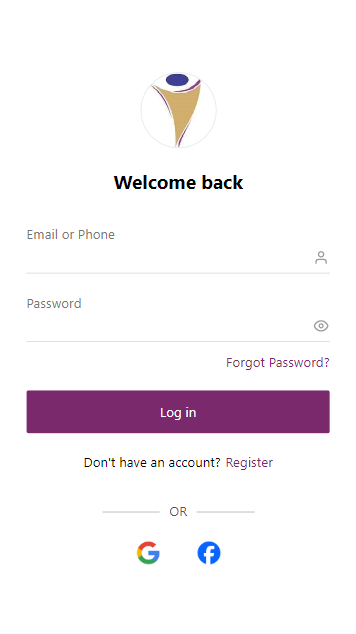 Welcome back
Email or Phone
Password
Forgot Password?
Log in
Don't have an account? Register
OR